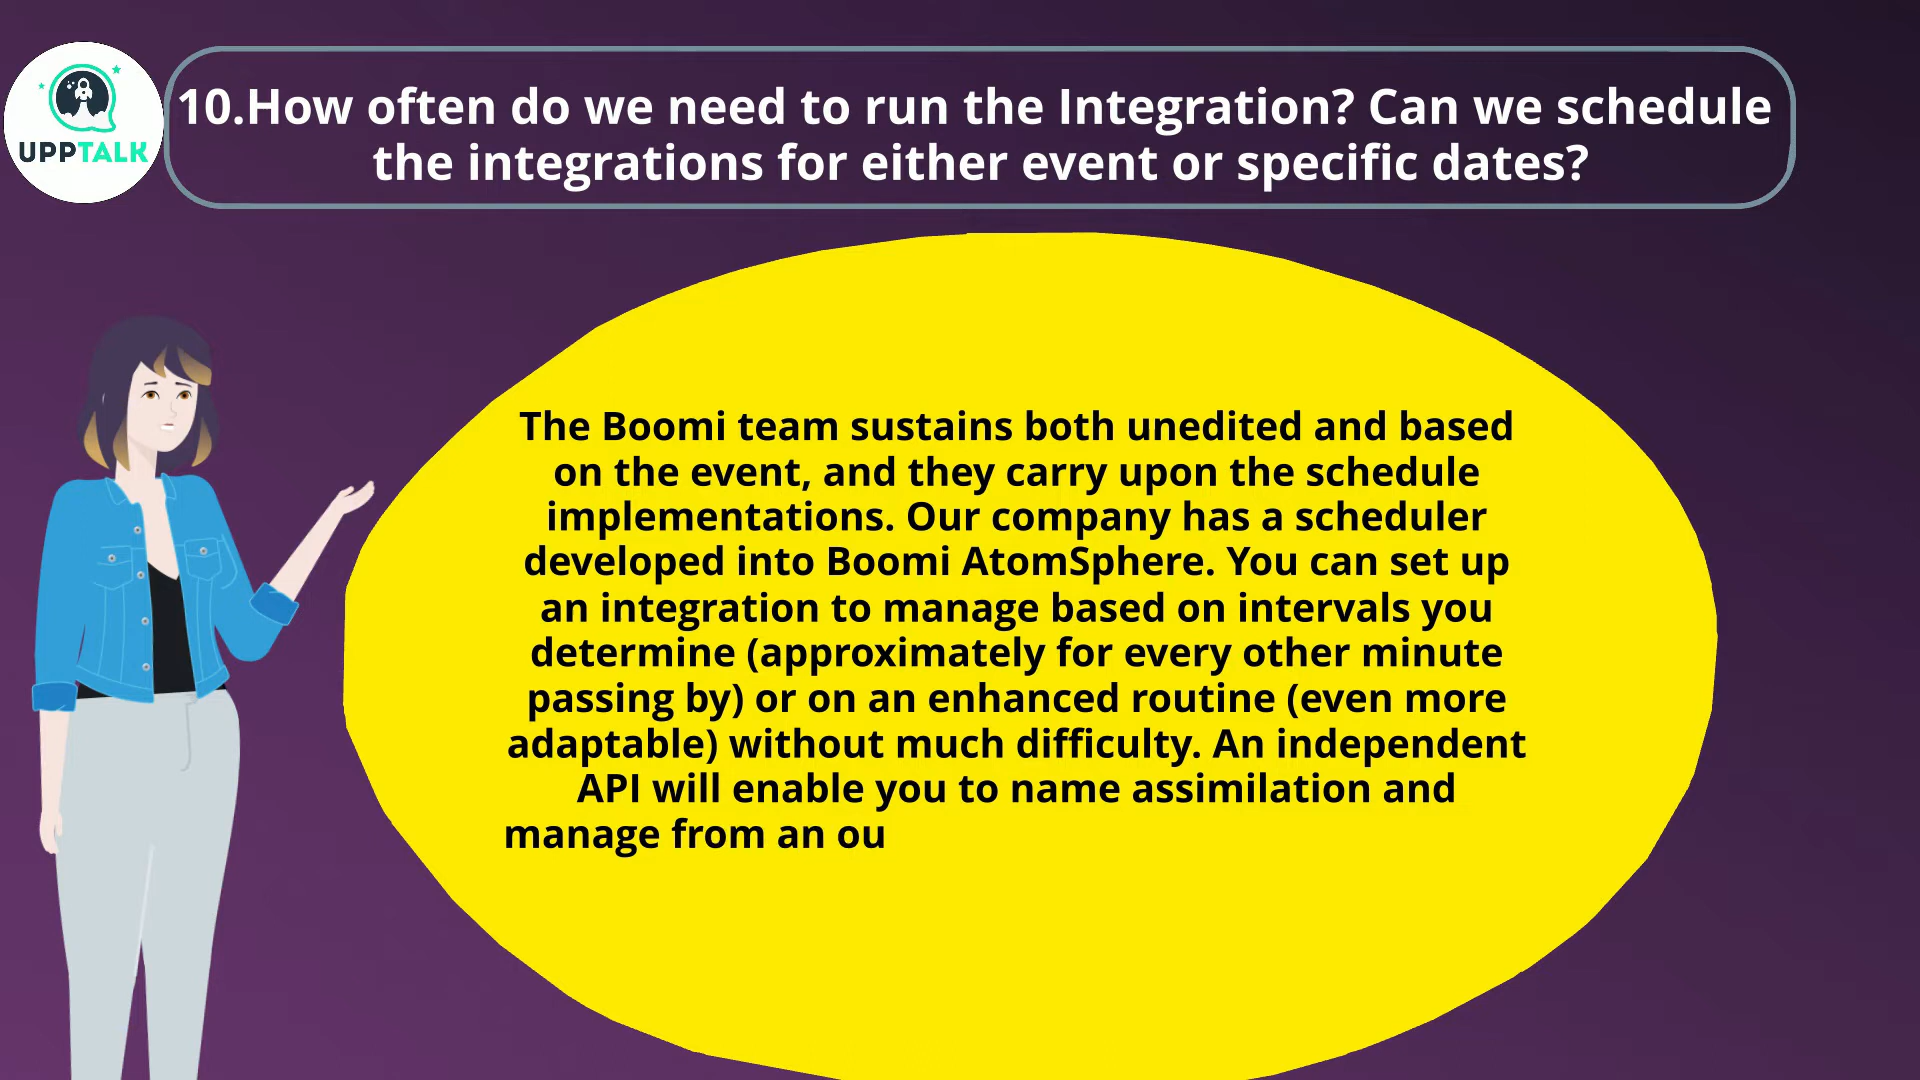 UPPTALK
10.How often do we need to run the Integration? Can we schedule
the integrations for either event or specific dates?
The Boomi team sustains both unedited and based
on the event, and they carry upon the schedule
implementations. Our company has a scheduler
developed into Boomi AtomSphere. You can set up
an integration to manage based on intervals you
determine (approximately for every other minute
passing by) or on an enhanced routine (even more
adaptable) without much difficulty. An independent
API will enable you to name assimilation and
manage from an ou